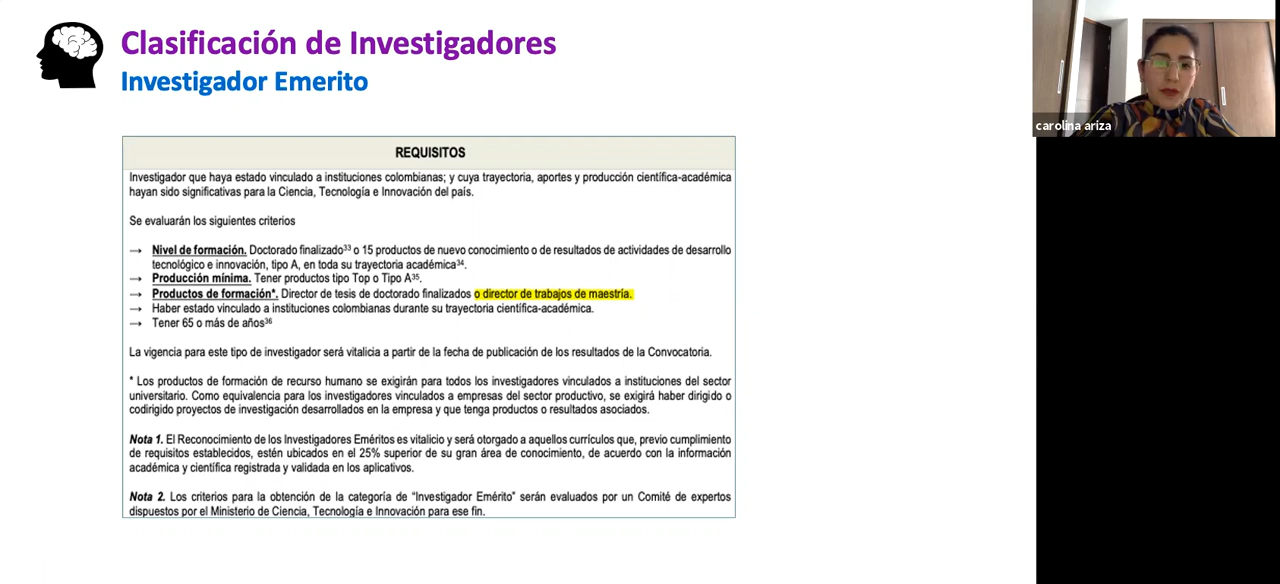 Clasificación de Investigadores
Investigador Emerito
carolina ariza
REQUISITOS
Investigador que haya estado vinculado a instituciones colombianas; y cuya trayectoria, aportes y producción científica-académica
hayan sido significativas para la Ciencia, Tecnología e Innovación del país.
Se evaluarán los siguientes criterios
→ Nivel de formación. Doctorado finalizado³³ o 15 productos de nuevo conocimiento o de resultados de actividades de desarrollo
tecnológico e innovación, tipo A, en toda su trayectoria académica³⁴.
→ Producción mínima. Tener productos tipo Top o Tipo A³⁵.
→ Productos de formación*. Director de tesis de doctorado finalizados o director de trabajos de maestría.
→ Haber estado vinculado a instituciones colombianas durante su trayectoria científica-académica.
→ Tener 65 o más de años³⁶
La vigencia para este tipo de investigador será vitalicia a partir de la fecha de publicación de los resultados de la Convocatoria.
* Los productos de formación de recurso humano se exigirán para todos los investigadores vinculados a instituciones del sector
universitario. Como equivalencia para los investigadores vinculados a empresas del sector productivo, se exigirá haber dirigido o
codirigido proyectos de investigación desarrollados en la empresa y que tenga productos o resultados asociados.
Nota 1. El Reconocimiento de los Investigadores Eméritos es vitalicio y será otorgado a aquellos currículos que, previo cumplimiento
de requisitos establecidos, estén ubicados en el 25% superior de su gran área de conocimiento, de acuerdo con la información
académica y científica registrada y validada en los aplicativos.
Nota 2. Los criterios para la obtención de la categoría de “Investigador Emérito” serán evaluados por un Comité de expertos
dispuestos por el Ministerio de Ciencia, Tecnología e Innovación para ese fin.